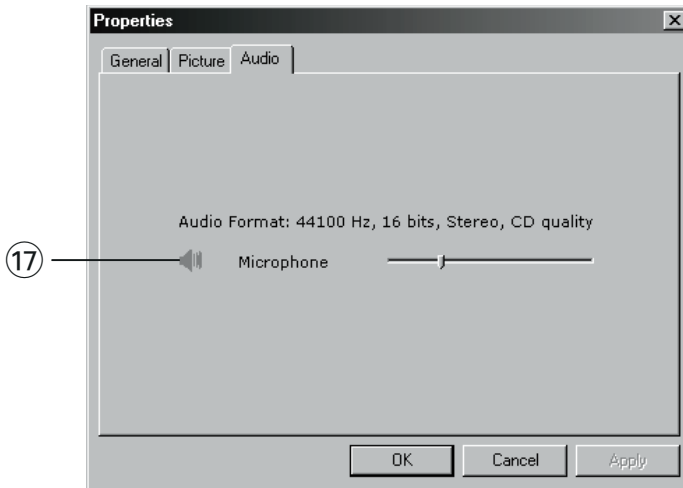 Properties
General Picture Audio
Audio Format: 44100 Hz, 16 bits, Stereo, CD quality
17 Microphone
OK Cancel Apply